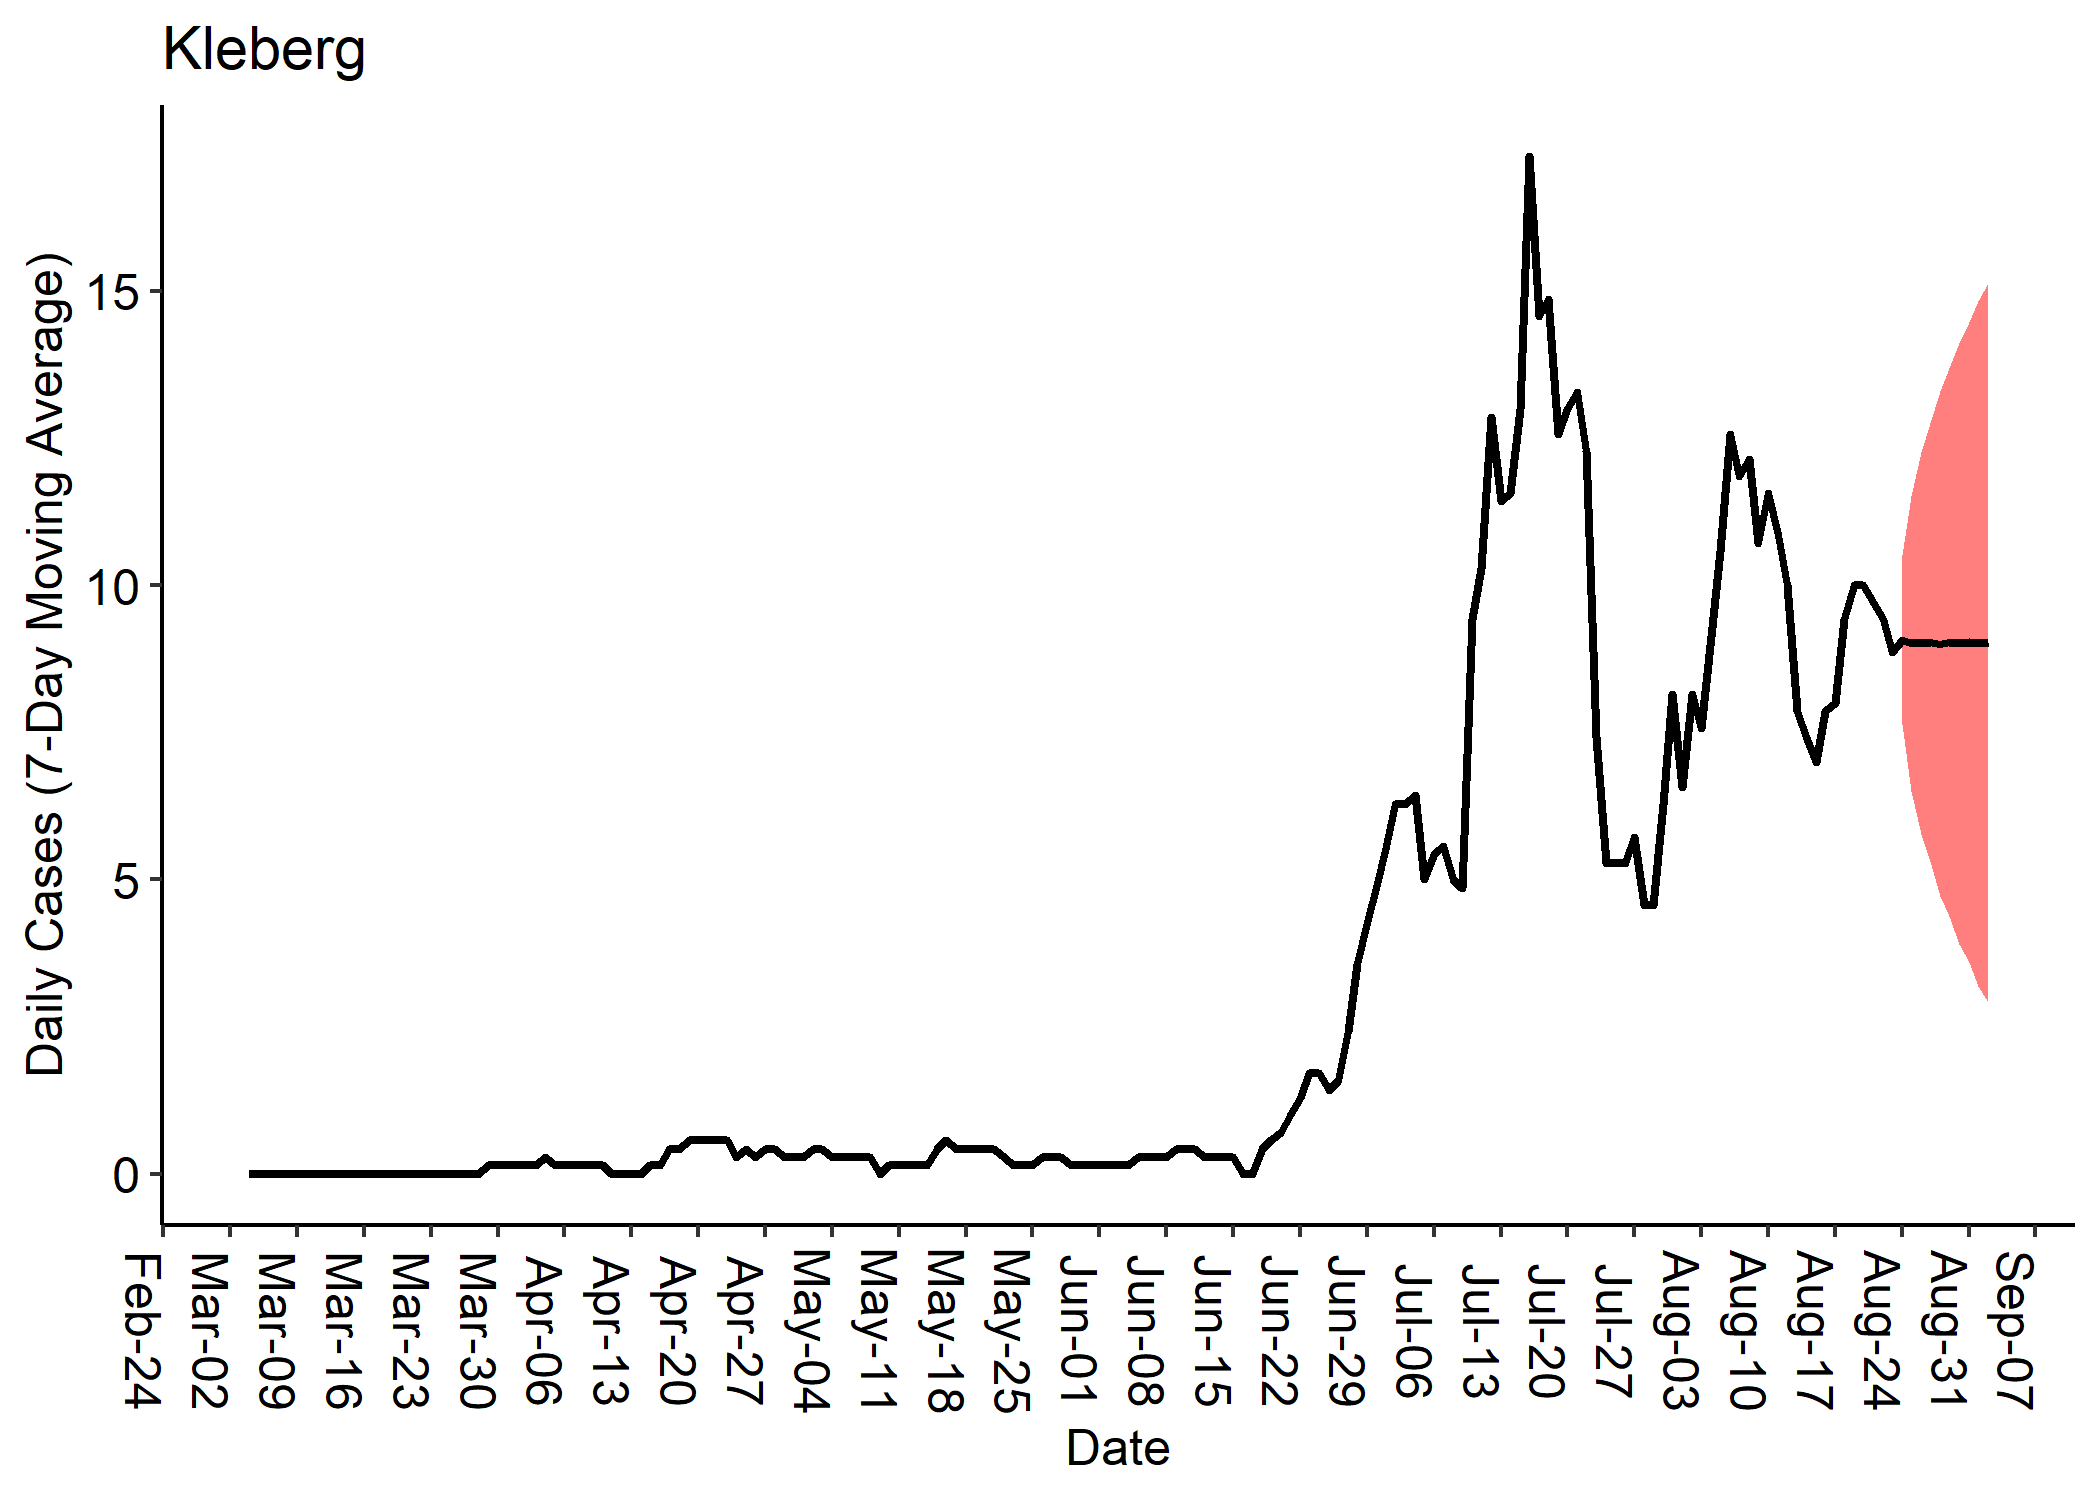 Kleberg
Daily Cases (7-Day Moving Average)
15
10
5
0
Feb-24
Mar-02
Mar-09
Mar-16
Mar-23
Mar-30
Apr-06
Apr-13
Apr-20
Apr-27
May-04
May-11
May-18
May-25
Jun-01
Jun-08
Jun-15
Jun-22
Jun-29
Jul-06
Jul-13
Jul-20
Jul-27
Aug-03
Aug-10
Aug-17
Aug-24
Aug-31
Sep-07
Date